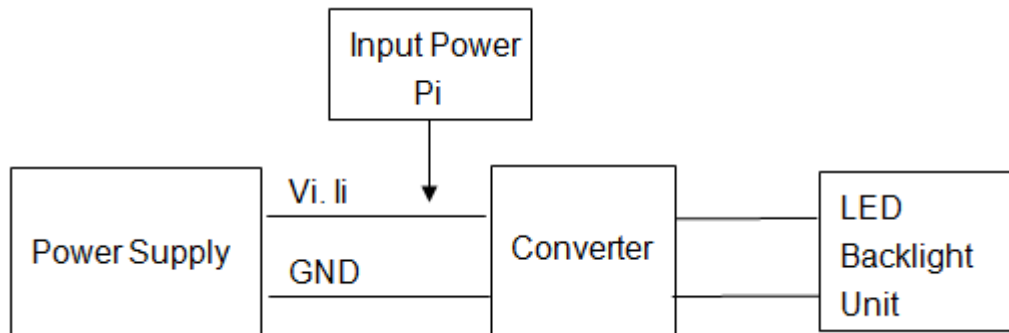 Input Power
Pi
Vi. Ii
Power Supply
GND
Converter
LED
Backlight
Unit